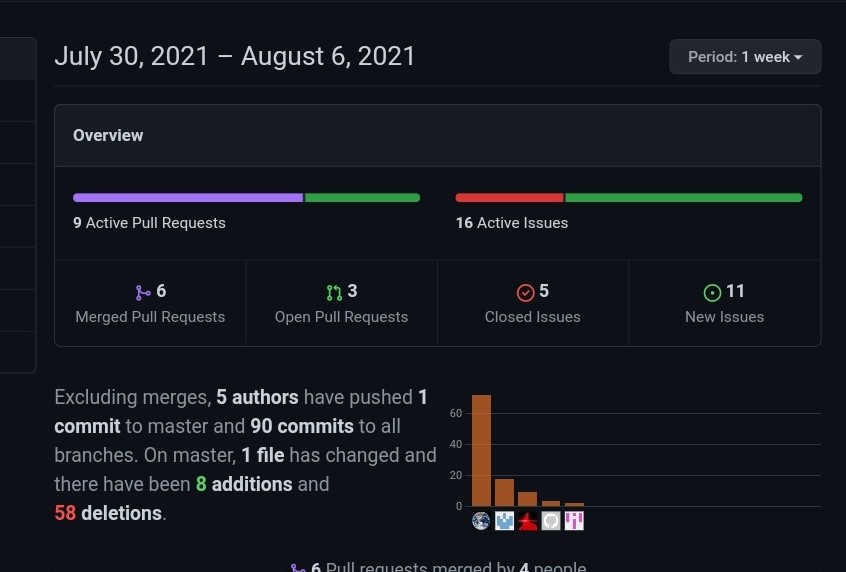 July 30, 2021 – August 6, 2021
Period: 1 week
Overview
9 Active Pull Requests
16 Active Issues
6
Merged Pull Requests
3
Open Pull Requests
5
Closed Issues
11
New Issues
Excluding merges, 5 authors have pushed 1
commit to master and 90 commits to all
branches. On master, 1 file has changed and
there have been 8 additions and
58 deletions.
60
40
20
0
6 Pull requests merged by 4 people